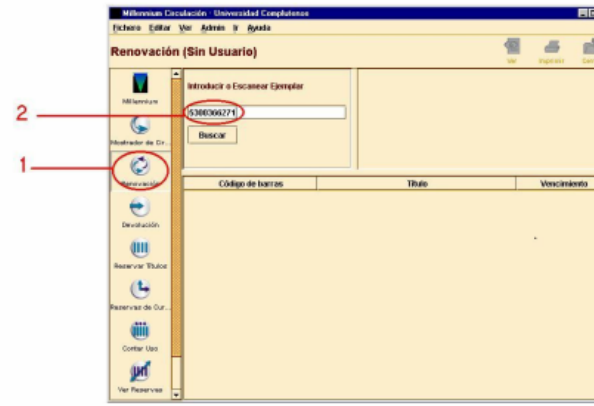 Millennium Circulación - Universidad Complutense
Fichero Editar Ver Admin Ir Ayuda
Renovación (Sin Usuario)
Ver Imprimir
Millennium
Introducir o Escanear Ejemplar
2
5380366271
Buscar
Mostrador de Cir...
1
Renovación
Código de barras Título Vencimiento
Devolución
Reservar Títulos
Reservas de Cur...
Contar Uso
Ver Reservas